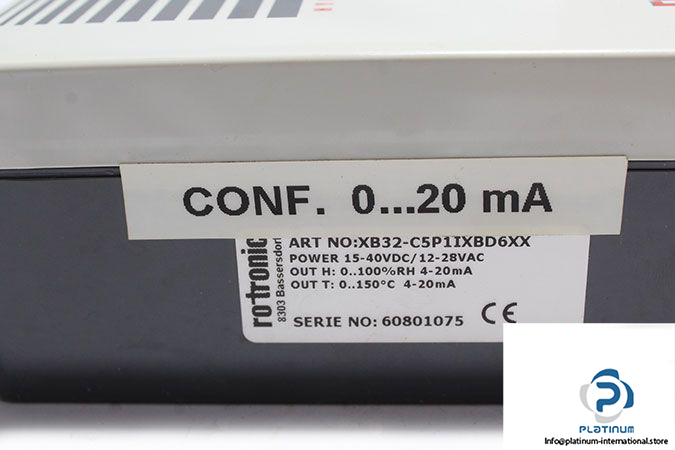 CONF. 0...20 mA
rotronic
8303 Bassersdorf
ART NO:XB32-C5P1IXBD6XX
POWER 15-40VDC/12-28VAC
OUT H: 0..100%RH 4-20mA
OUT T: 0..150°C 4-20mA
SERIE NO: 60801075 CE
PLATINUM
Info@platinum-international.store